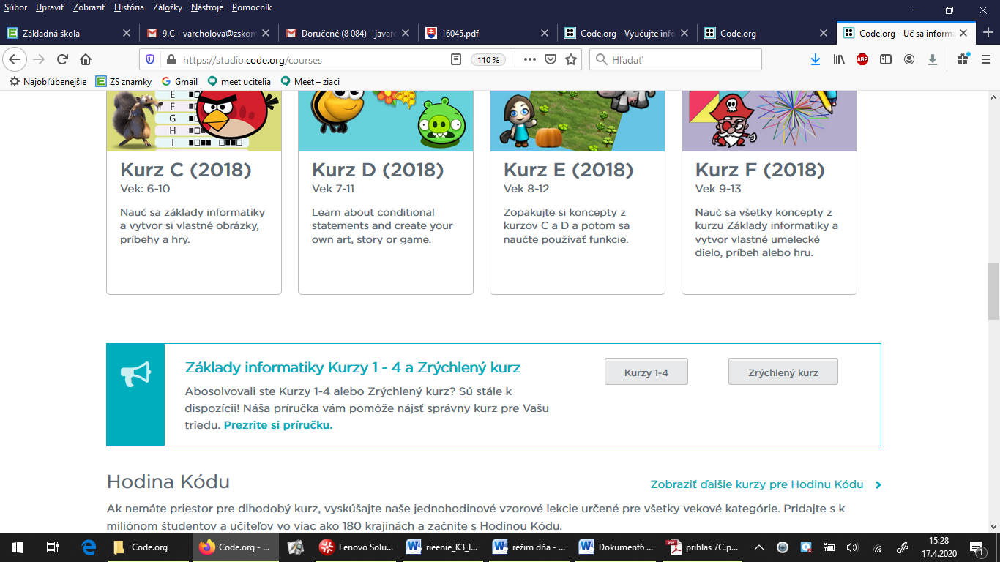 Súbor Upraviť Zobraziť História Záložky Nástroje Pomocník
Základná škola
9.C - varcholova@zskom
Doručené (8 084) - javaro
16045.pdf
Code.org - Vyučujte info
Code.org
Code.org - Uč sa informa
https://studio.code.org/courses
110 %
Hľadať
ABP
Najobľúbenejšie
ZS znamky
Gmail
meet ucitelia
Meet – ziaci
E
F
G
H
I
Kurz C (2018)
Vek: 6-10
Nauč sa základy informatiky
a vytvor si vlastné obrázky,
príbehy a hry.
Kurz D (2018)
Vek 7-11
Learn about conditional
statements and create your
own art, story or game.
Kurz E (2018)
Vek 8-12
Zopakujte si koncepty z
kurzov C a D a potom sa
naučte používať funkcie.
Kurz F (2018)
Vek 9-13
Nauč sa všetky koncepty z
kurzu Základy informatiky a
vytvor vlastné umelecké
dielo, príbeh alebo hru.
Základy informatiky Kurzy 1 - 4 a Zrýchlený kurz
Abosolvovali ste Kurzy 1-4 alebo Zrýchlený kurz? Sú stále k
dispozícii! Náša príručka vám pomôže nájsť správny kurz pre Vašu
triedu. Prezrite si príručku.
Kurzy 1-4
Zrýchlený kurz
Hodina Kódu
Zobraziť ďalšie kurzy pre Hodinu Kódu
Ak nemáte priestor pre dlhodobý kurz, vyskúšajte naše jednohodinové vzorové lekcie určené pre všetky vekové kategórie. Pridajte s k
miliónom študentov a učiteľov vo viac ako 180 krajinách a začnite s Hodinou Kódu.
Code.org
Code.org - ...
Lenovo Solu...
rieenie_K3_I...
režim dňa - ...
Dokument6 ...
prihlas 7C.p...
15:28
17.4.2020
1